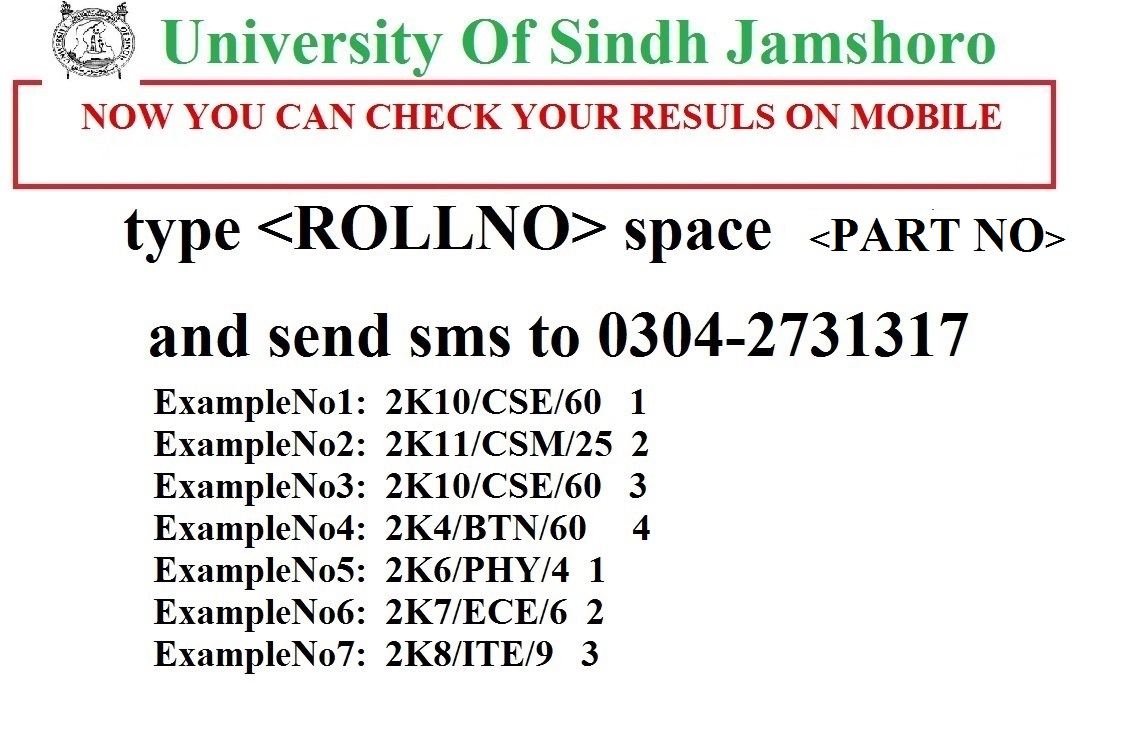 University Of Sindh Jamshoro
NOW YOU CAN CHECK YOUR RESULS ON MOBILE
type <ROLLNO> space <PART NO>
and send sms to 0304-2731317
ExampleNo1: 2K10/CSE/60 1
ExampleNo2: 2K11/CSM/25 2
ExampleNo3: 2K10/CSE/60 3
ExampleNo4: 2K4/BTN/60 4
ExampleNo5: 2K6/PHY/4 1
ExampleNo6: 2K7/ECE/6 2
ExampleNo7: 2K8/ITE/9 3